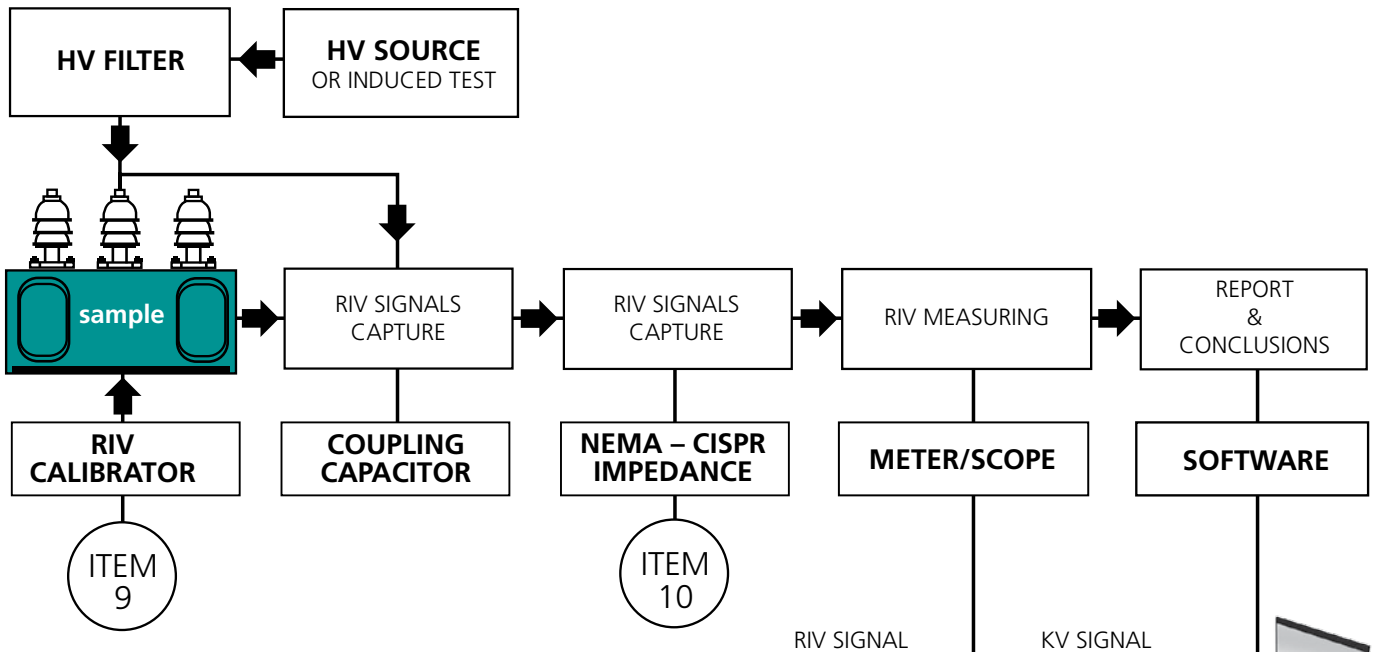 HV FILTER
HV SOURCE
OR INDUCED TEST
sample
RIV SIGNALS
CAPTURE
RIV SIGNALS
CAPTURE
RIV MEASURING
REPORT
&
CONCLUSIONS
RIV
CALIBRATOR
COUPLING
CAPACITOR
NEMA – CISPR
IMPEDANCE
METER/SCOPE
SOFTWARE
ITEM
9
ITEM
10
RIV SIGNAL
KV SIGNAL